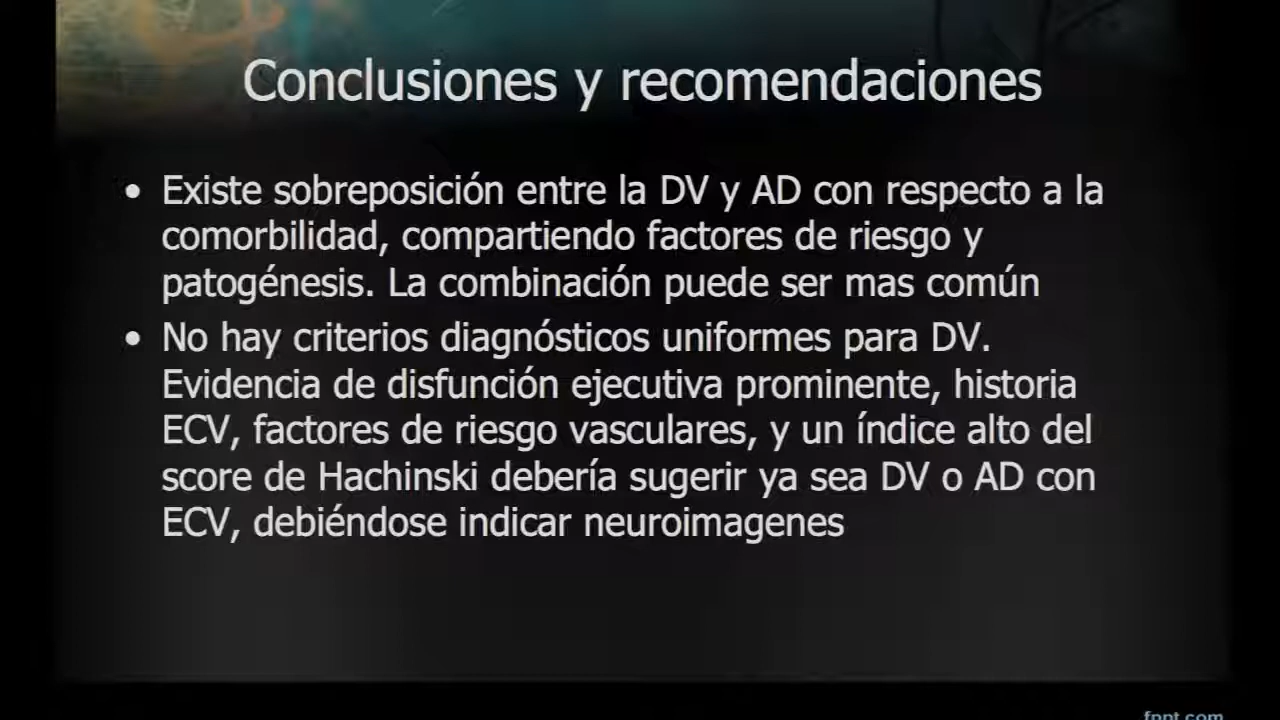 Conclusiones y recomendaciones
• Existe sobreposición entre la DV y AD con respecto a la
comorbilidad, compartiendo factores de riesgo y
patogénesis. La combinación puede ser mas común
• No hay criterios diagnósticos uniformes para DV.
Evidencia de disfunción ejecutiva prominente, historia
ECV, factores de riesgo vasculares, y un índice alto del
score de Hachinski debería sugerir ya sea DV o AD con
ECV, debiéndose indicar neuroimagenes
fppt.com